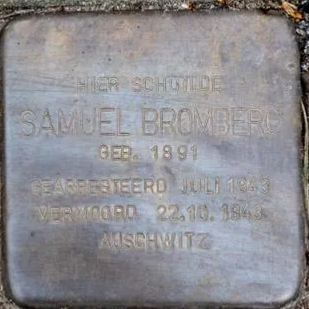 HIER SCHUILDE
SAMUEL BROMBERG
GEB. 1891
GEARRESTEERD JULI 1943
VERMOORD 22.10.1943
AUSCHWITZ